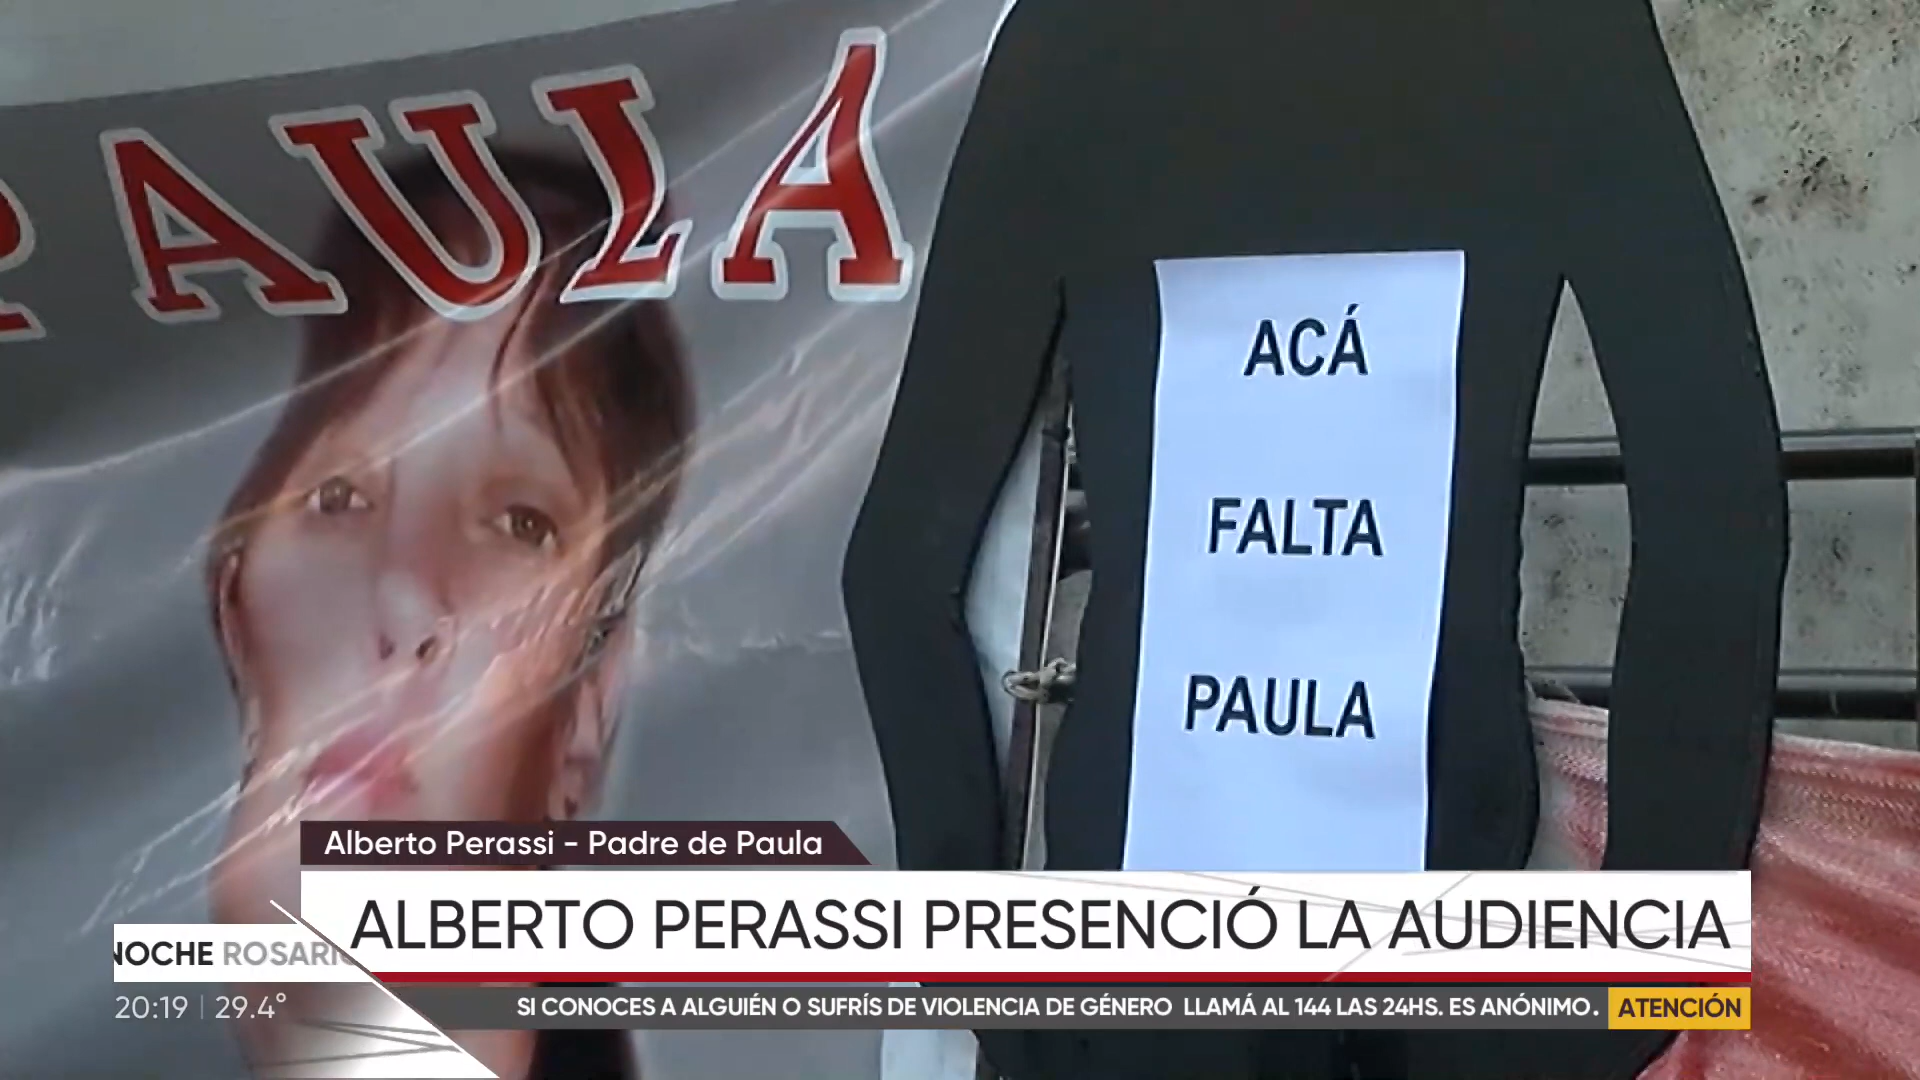 PAULA
ACÁ
FALTA
PAULA
Alberto Perassi - Padre de Paula
ALBERTO PERASSI PRESENCIÓ LA AUDIENCIA
NOCHE ROSARIO
20:19 | 29.4°
SI CONOCES A ALGUIÉN O SUFRÍS DE VIOLENCIA DE GÉNERO LLAMÁ AL 144 LAS 24HS. ES ANÓNIMO. ATENCIÓN